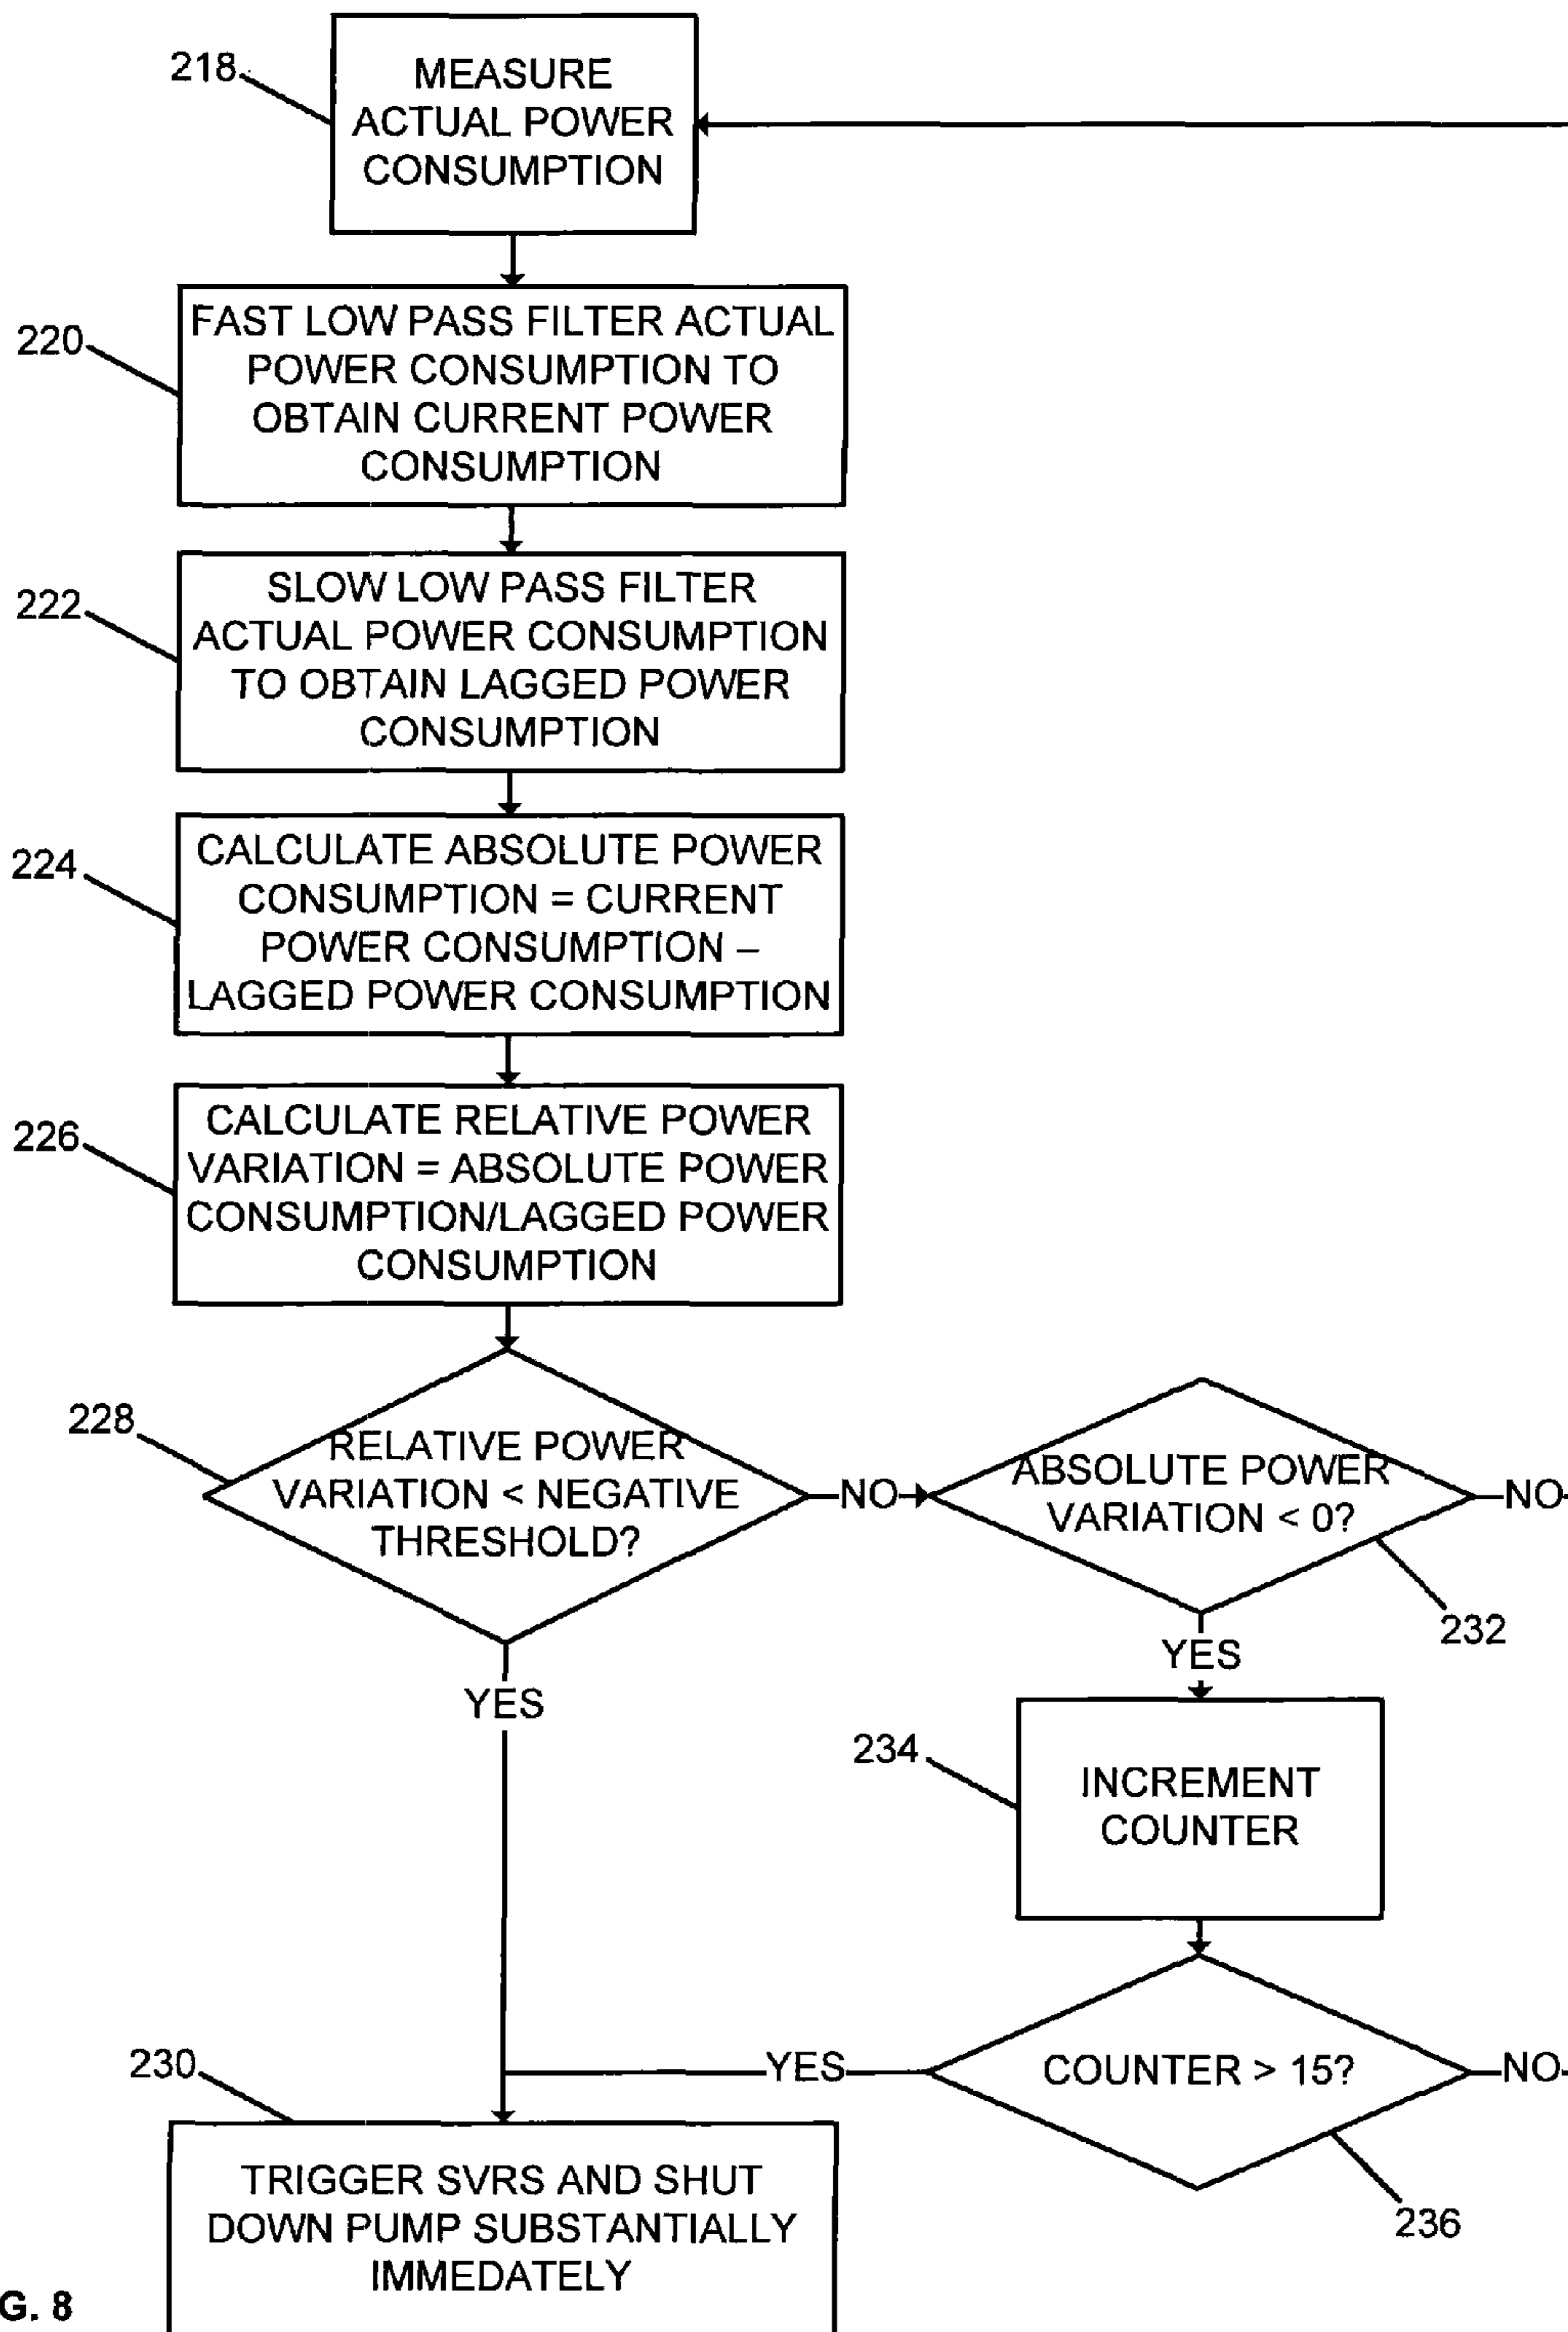 218
MEASURE
ACTUAL POWER
CONSUMPTION
220
FAST LOW PASS FILTER ACTUAL
POWER CONSUMPTION TO
OBTAIN CURRENT POWER
CONSUMPTION
222
SLOW LOW PASS FILTER
ACTUAL POWER CONSUMPTION
TO OBTAIN LAGGED POWER
CONSUMPTION
224
CALCULATE ABSOLUTE POWER
CONSUMPTION = CURRENT
POWER CONSUMPTION –
LAGGED POWER CONSUMPTION
226
CALCULATE RELATIVE POWER
VARIATION = ABSOLUTE POWER
CONSUMPTION/LAGGED POWER
CONSUMPTION
228
RELATIVE POWER
VARIATION < NEGATIVE
THRESHOLD?
NO
ABSOLUTE POWER
VARIATION < 0?
NO
232
YES
YES
234
INCREMENT
COUNTER
230
YES
COUNTER > 15?
NO
236
TRIGGER SVRS AND SHUT
DOWN PUMP SUBSTANTIALLY
IMMEDATELY
G. 8